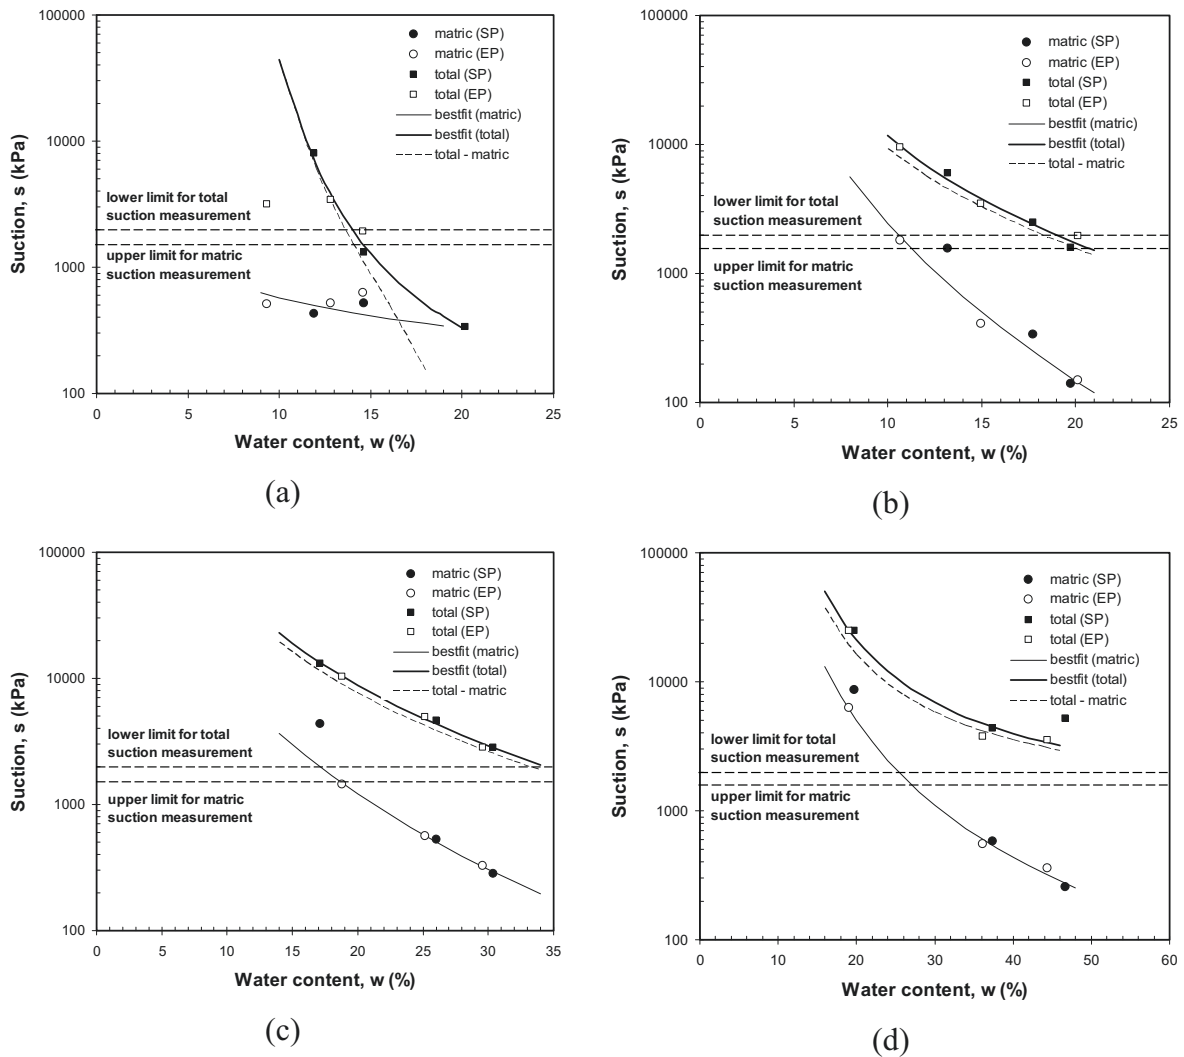 100000
10000
1000
100
Suction, s (kPa)
matric (SP)
matric (EP)
total (SP)
total (EP)
bestfit (matric)
bestfit (total)
total - matric
lower limit for total
suction measurement
upper limit for matric
suction measurement
0 5 10 15 20 25
Water content, w (%)
(a)
100000
10000
1000
100
Suction, s (kPa)
matric (SP)
matric (EP)
total (SP)
total (EP)
bestfit (matric)
bestfit (total)
total - matric
lower limit for total
suction measurement
upper limit for matric
suction measurement
0 5 10 15 20 25
Water content, w (%)
(b)
100000
10000
1000
100
Suction, s (kPa)
matric (SP)
matric (EP)
total (SP)
total (EP)
bestfit (matric)
bestfit (total)
total - matric
lower limit for total
suction measurement
upper limit for matric
suction measurement
0 5 10 15 20 25 30 35
Water content, w (%)
(c)
100000
10000
1000
100
Suction, s (kPa)
matric (SP)
matric (EP)
total (SP)
total (EP)
bestfit (matric)
bestfit (total)
total - matric
lower limit for total
suction measurement
upper limit for matric
suction measurement
0 10 20 30 40 50 60
Water content, w (%)
(d)